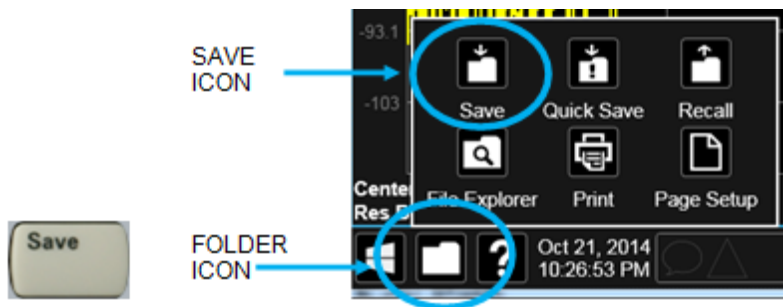 -93.1
SAVE
ICON
-103
Save
Quick Save
Recall
File Explorer
Print
Page Setup
Cente
Res B
Save
FOLDER
ICON
?
Oct 21, 2014
10:26:53 PM